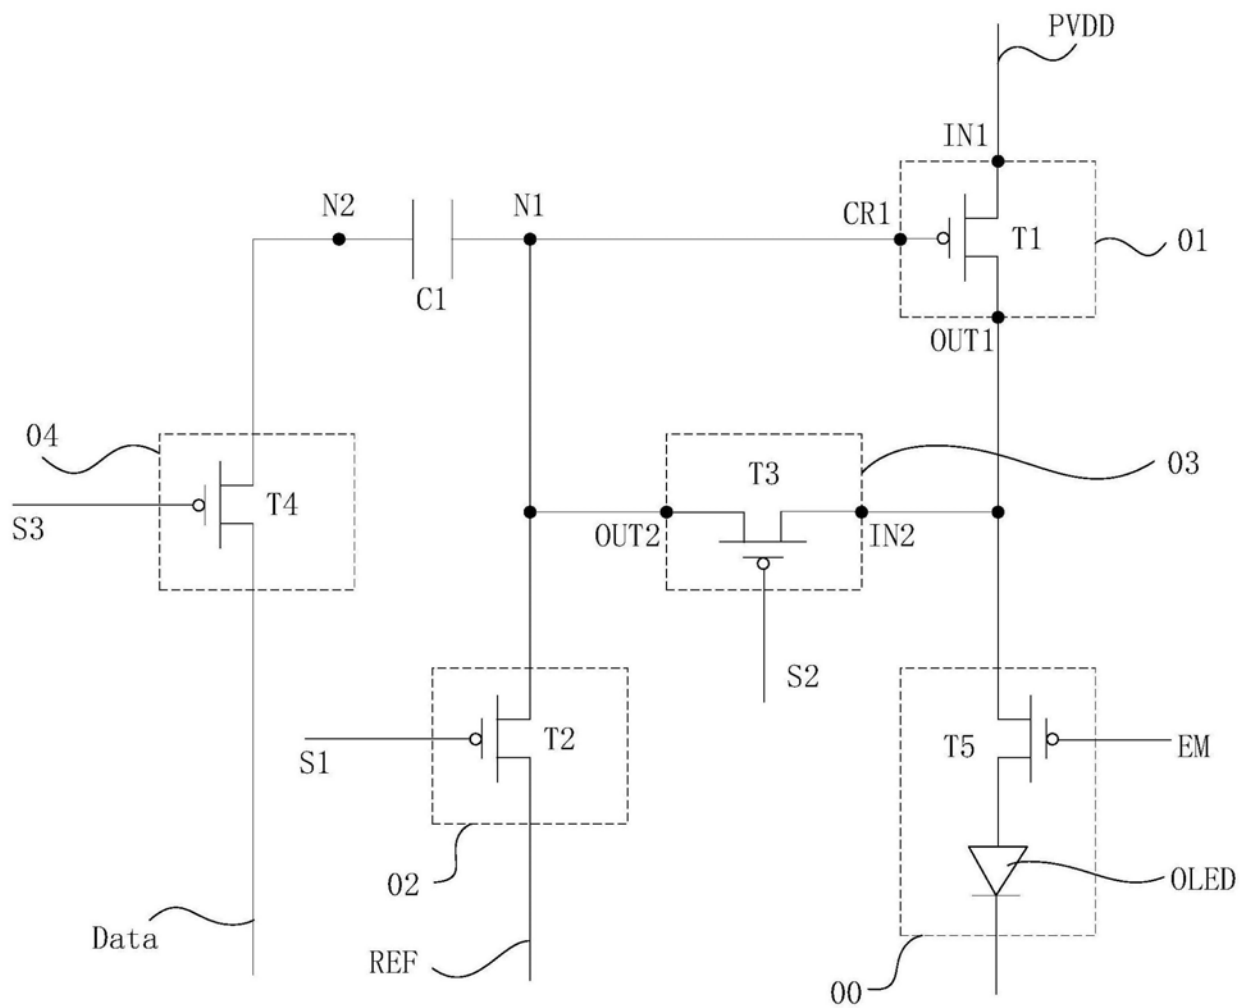 PVDD
IN1
N2
N1
CR1
T1
01
C1
OUT1
04
T3
03
T4
S3
OUT2
IN2
S2
T2
T5
S1
EM
02
OLED
Data
REF
00